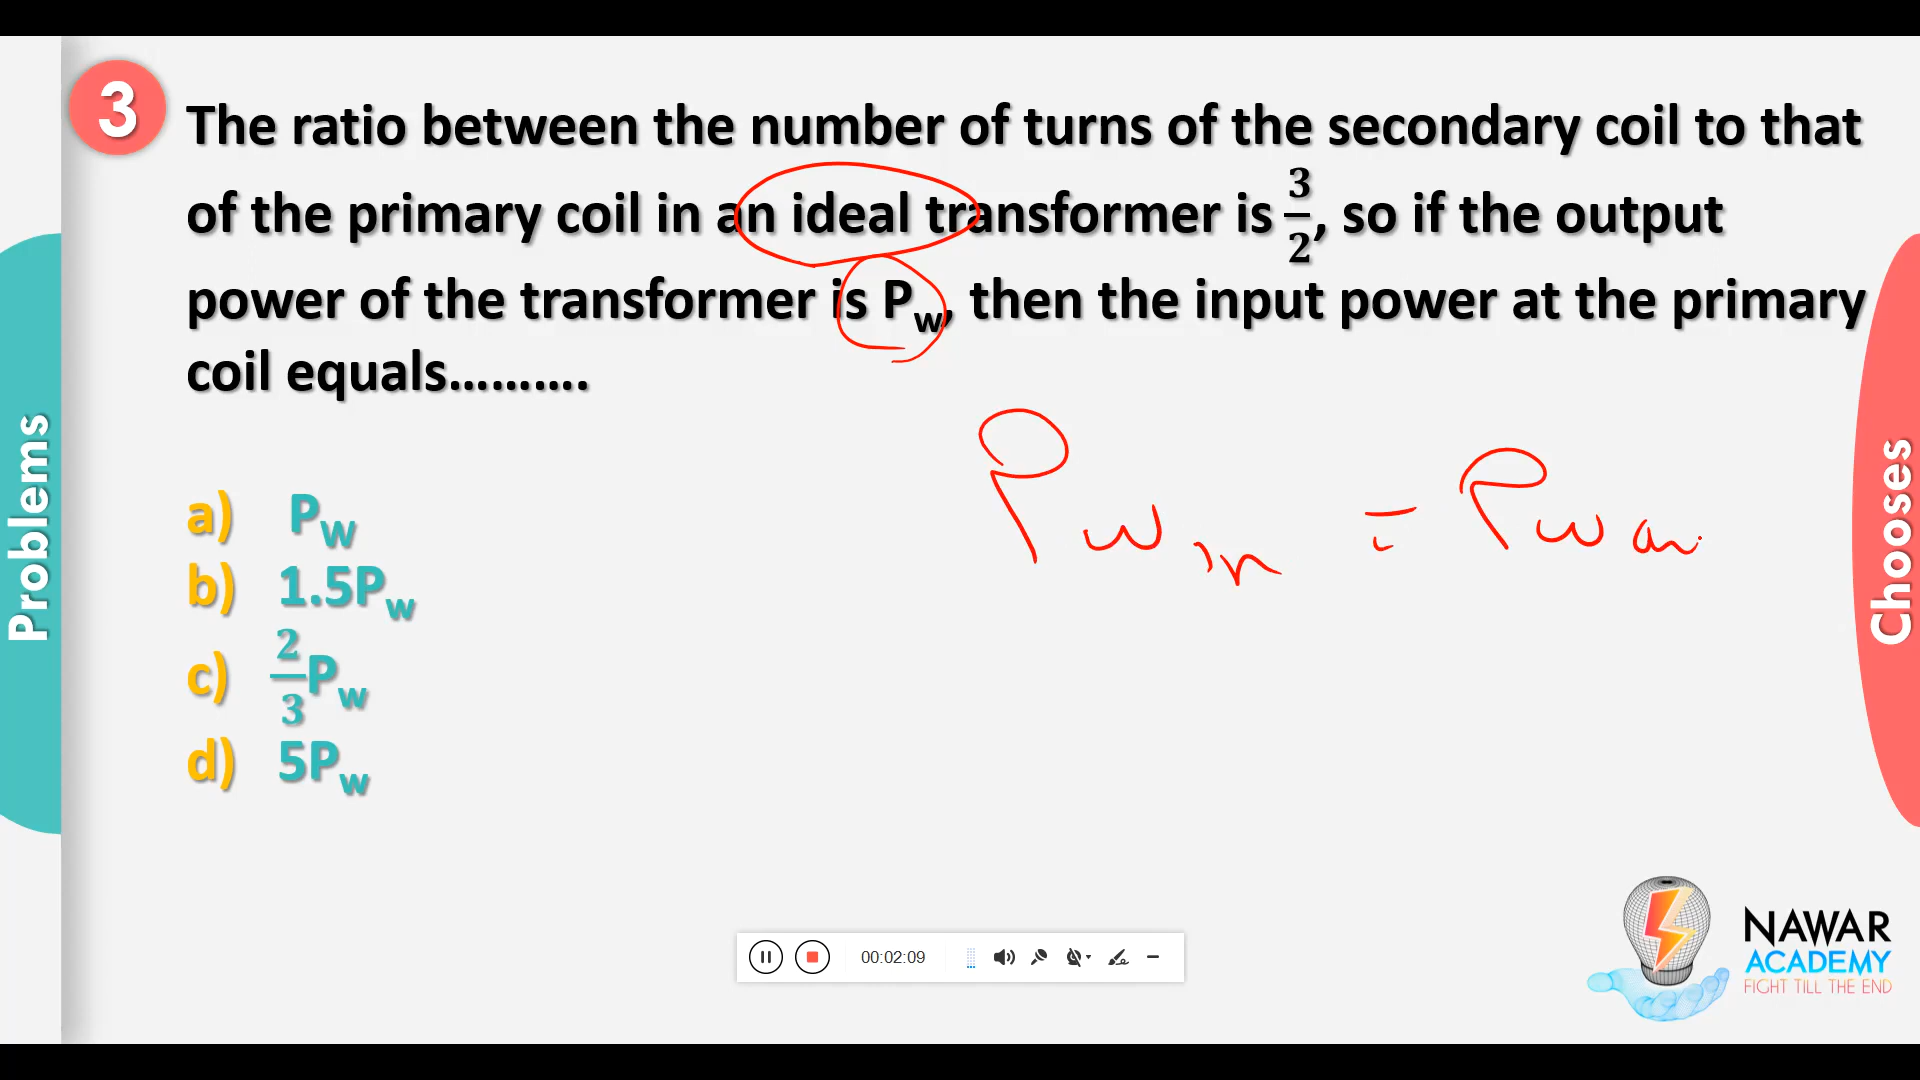 3
The ratio between the number of turns of the secondary coil to that
of the primary coil in an ideal transformer is 3/2, so if the output
power of the transformer is Pw, then the input power at the primary
coil equals..........
Pw in = Pw
a) PW
b) 1.5Pw
c) 2/3Pw
d) 5Pw
Problems
Chooses
00:02:09
NAWAR
ACADEMY
FIGHT TILL THE END